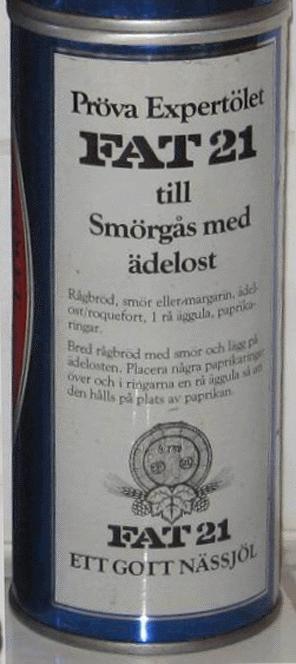 Pröva Expertölet
FAT 21
till
Smörgås med
ädelost
Rågbröd, smör eller margarin, ädel-
ost/roquefort, 1 rå äggula, paprika-
ringar.
Bred rågbröd med smör och lägg på
ädelosten. Placera några paprikaringar
över och i ringarna en rå äggula så att
den hålls på plats av paprikan.
FAT 21
ETT GOTT NÄSSJÖL